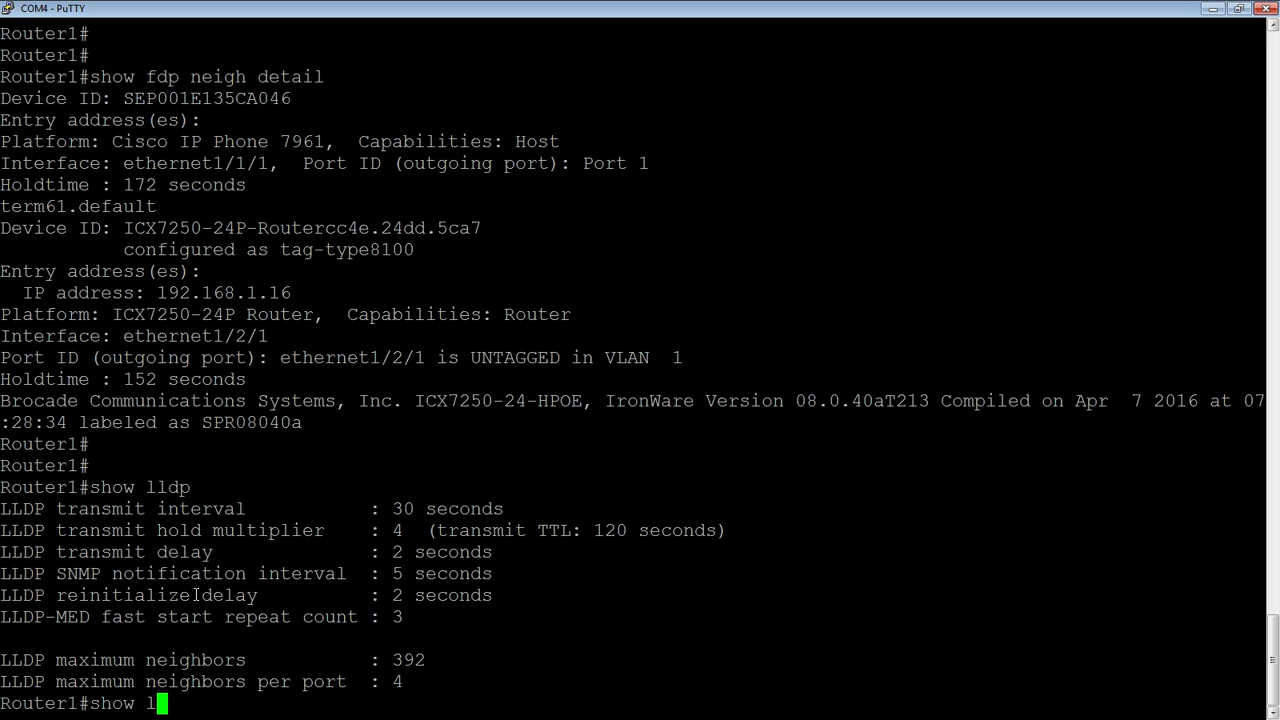 COM4 - PuTTY
Router1#
Router1#
Router1#show fdp neigh detail
Device ID: SEP001E135CA046
Entry address(es):
Platform: Cisco IP Phone 7961,  Capabilities: Host
Interface: ethernet1/1/1,  Port ID (outgoing port): Port 1
Holdtime : 172 seconds
term61.default
Device ID: ICX7250-24P-Routercc4e.24dd.5ca7
           configured as tag-type8100
Entry address(es):
  IP address: 192.168.1.16
Platform: ICX7250-24P Router,  Capabilities: Router
Interface: ethernet1/2/1
Port ID (outgoing port): ethernet1/2/1 is UNTAGGED in VLAN  1
Holdtime : 152 seconds
Brocade Communications Systems, Inc. ICX7250-24-HPOE, IronWare Version 08.0.40aT213 Compiled on Apr  7 2016 at 07
:28:34 labeled as SPR08040a
Router1#
Router1#
Router1#show lldp
LLDP transmit interval            : 30 seconds
LLDP transmit hold multiplier     : 4  (transmit TTL: 120 seconds)
LLDP transmit delay               : 2 seconds
LLDP SNMP notification interval   : 5 seconds
LLDP reinitialize delay           : 2 seconds
LLDP-MED fast start repeat count  : 3
LLDP maximum neighbors            : 392
LLDP maximum neighbors per port   : 4
Router1#show l